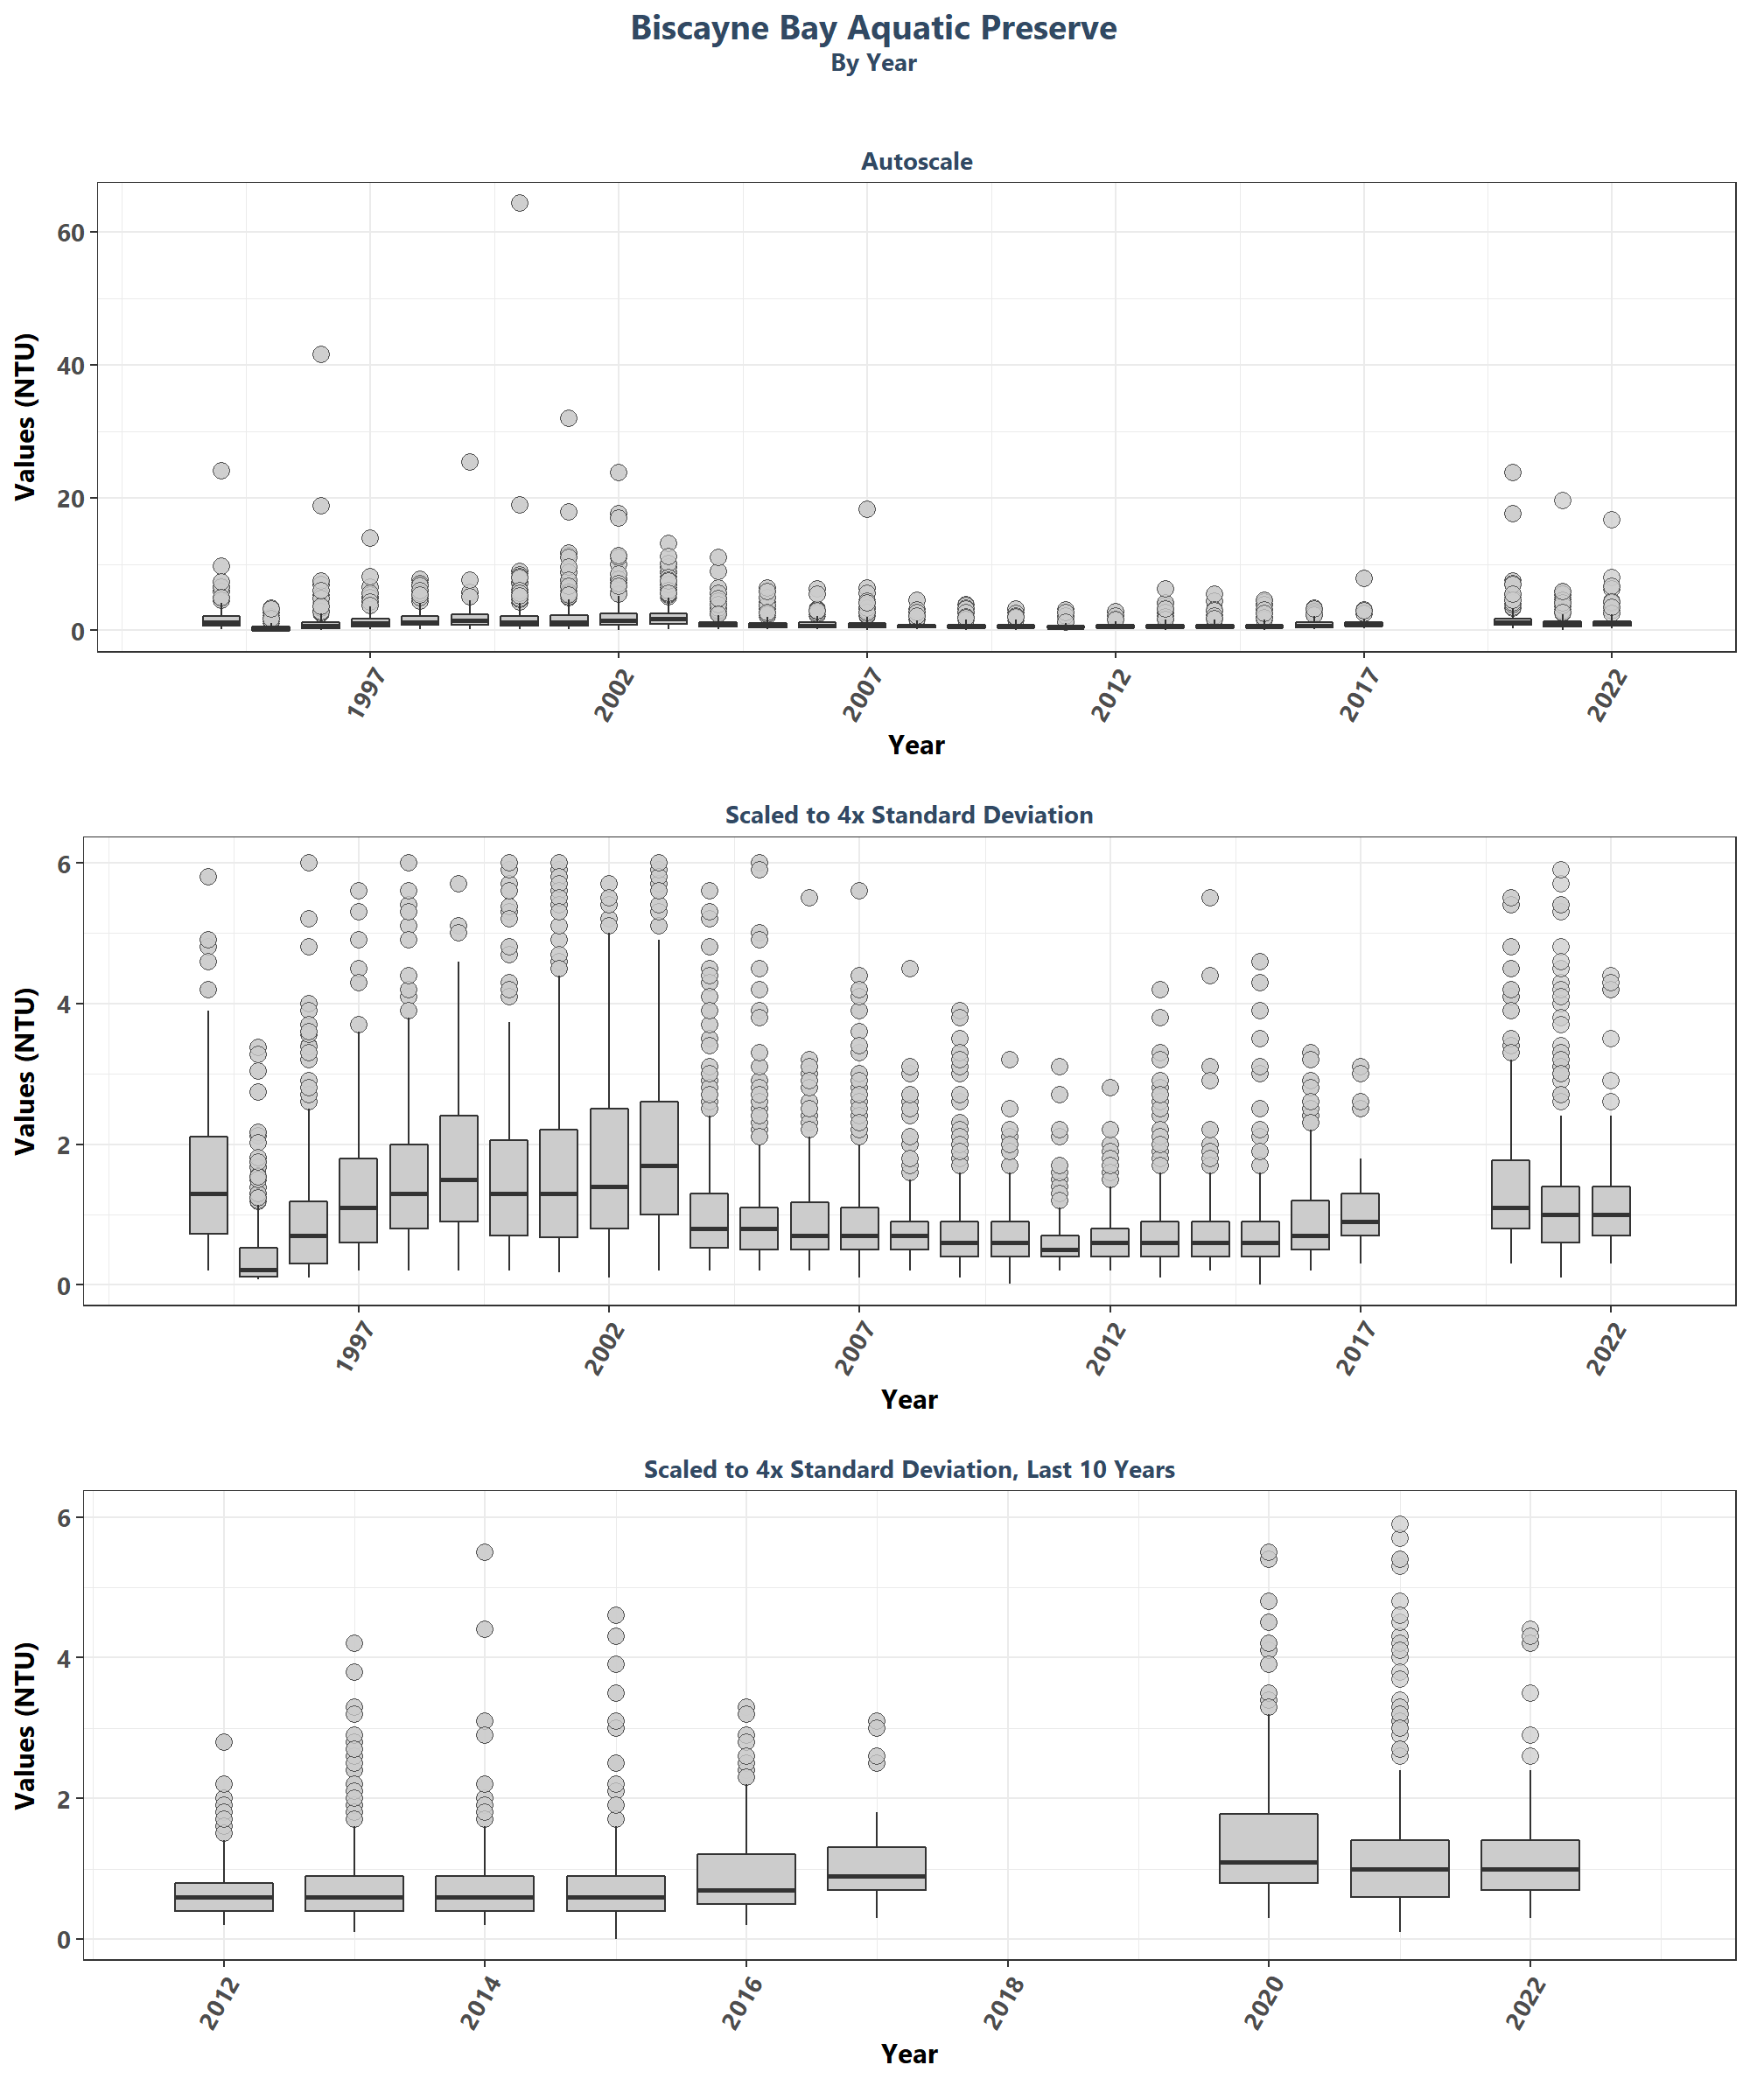 Biscayne Bay Aquatic Preserve
By Year
Autoscale
Values (NTU)
60
40
20
0
1997
2002
2007
2012
2017
2022
Year
Scaled to 4x Standard Deviation
Values (NTU)
6
4
2
0
1997
2002
2007
2012
2017
2022
Year
Scaled to 4x Standard Deviation, Last 10 Years
Values (NTU)
6
4
2
0
2012
2014
2016
2018
2020
2022
Year